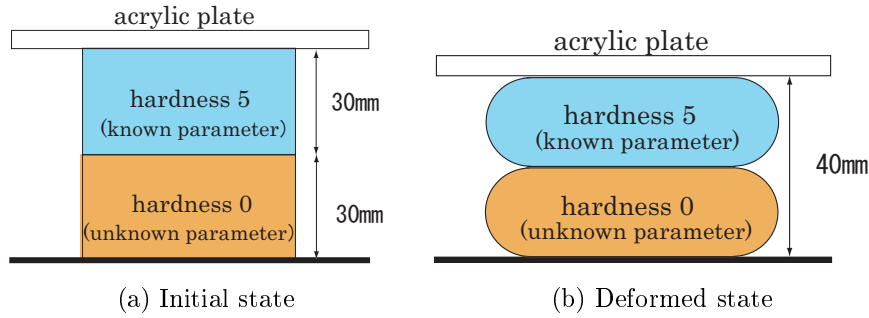 acrylic plate
hardness 5
(known parameter)
30mm
hardness 0
(unknown parameter)
30mm
(a) Initial state
acrylic plate
hardness 5
(known parameter)
40mm
hardness 0
(unknown parameter)
(b) Deformed state